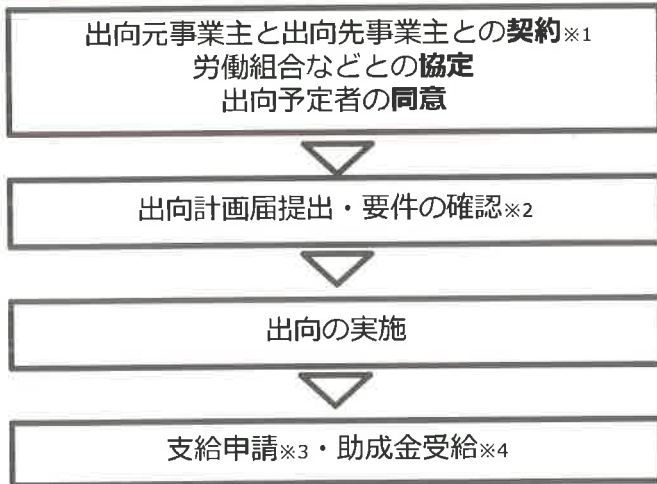 出向元事業主と出向先事業主との契約※1
労働組合などとの協定
出向予定者の同意
出向計画届提出・要件の確認※2
出向の実施
支給申請※3・助成金受給※4